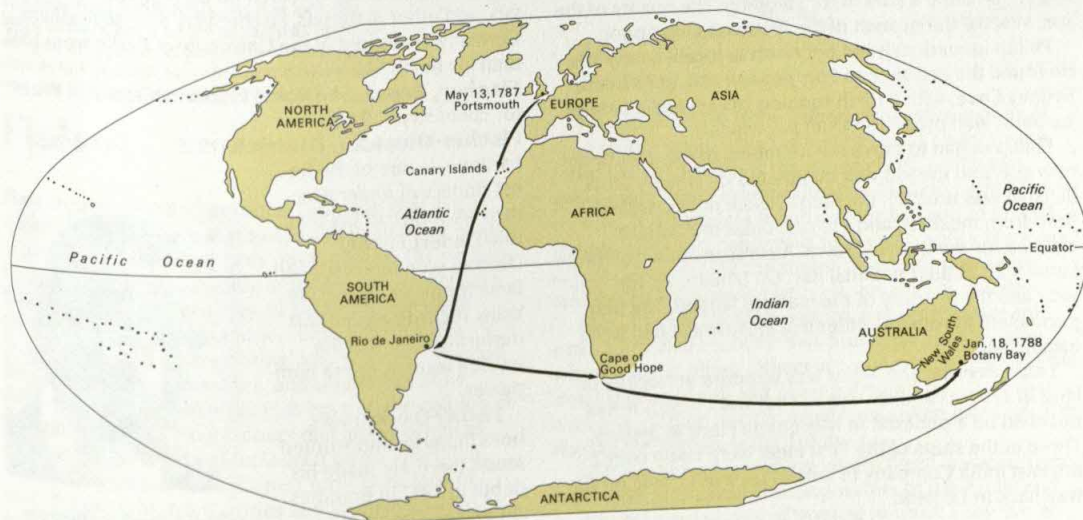 NORTH
AMERICA
May 13, 1787
Portsmouth
EUROPE
ASIA
Canary Islands
Atlantic
Ocean
AFRICA
Pacific
Ocean
Pacific Ocean
Equator
SOUTH
AMERICA
Indian
Ocean
Rio de Janeiro
Cape of
Good Hope
AUSTRALIA
New South
Wales
Jan. 18, 1788
Botany Bay
ANTARCTICA